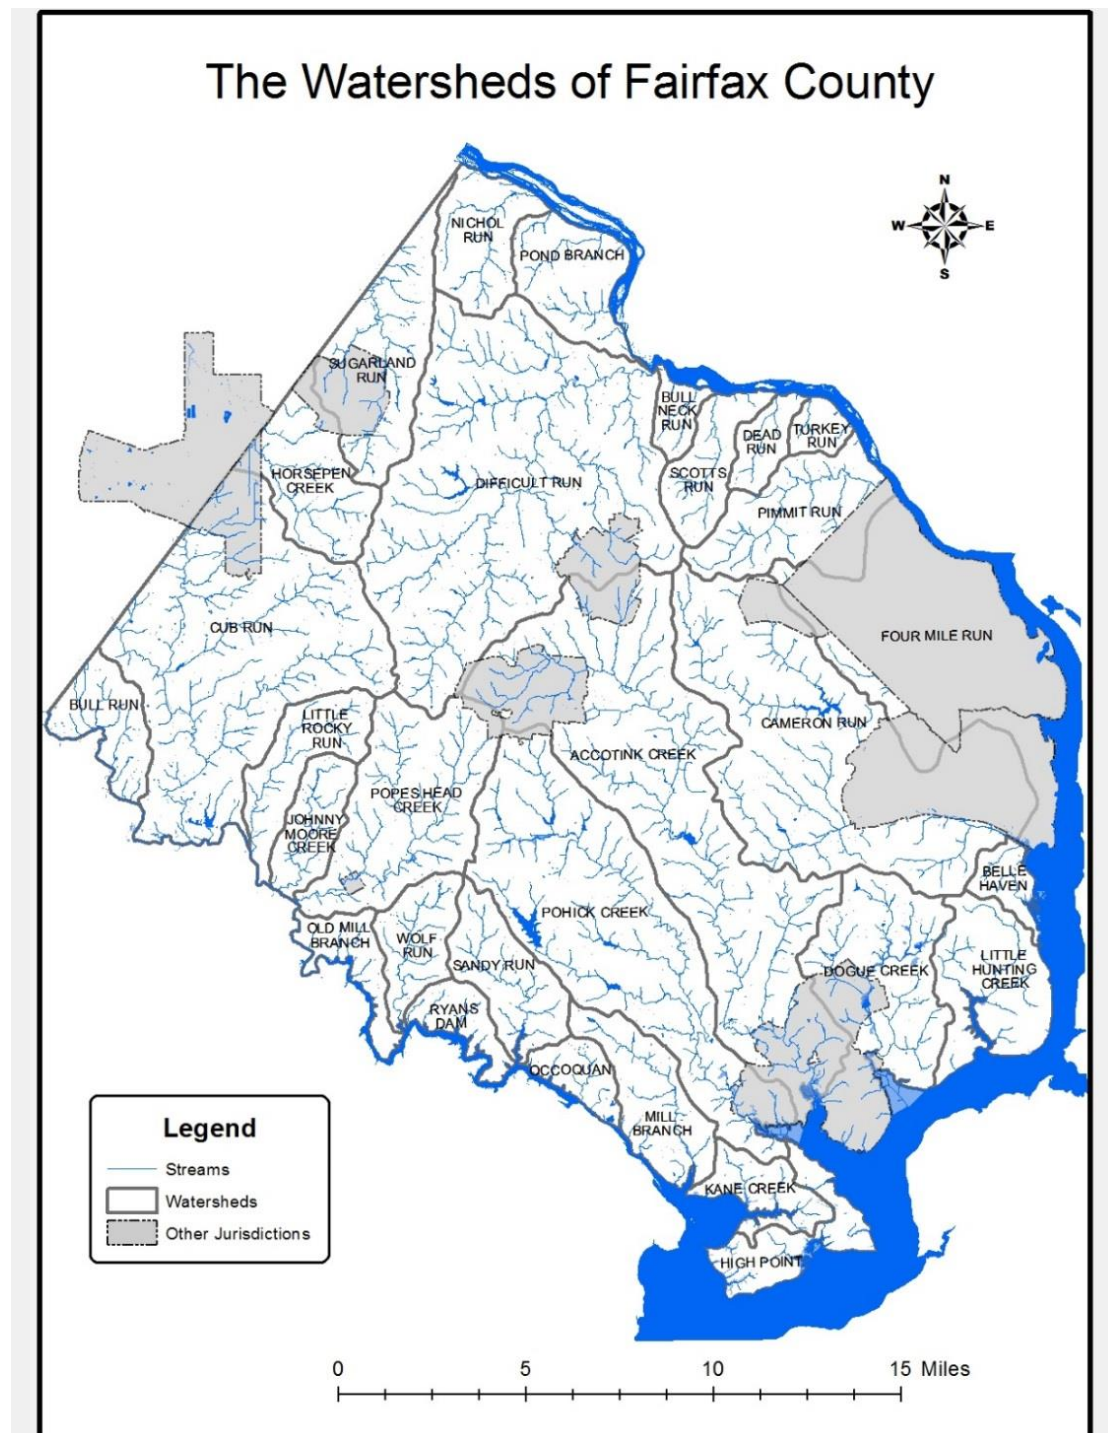 The Watersheds of Fairfax County
N
W
E
S
NICHOL
RUN
POND BRANCH
SUGARLAND
RUN
BULL
NECK
RUN
DEAD
RUN
TURKEY
RUN
HORSEPEN
CREEK
DIFFICULT RUN
SCOTTS
RUN
PIMMIT RUN
CUB RUN
FOUR MILE RUN
BULL RUN
LITTLE
ROCKY
RUN
CAMERON RUN
ACCOTINK CREEK
POPES HEAD
CREEK
JOHNNY
MOORE
CREEK
BELLE
HAVEN
OLD MILL
BRANCH
WOLF
RUN
POHICK CREEK
SANDY RUN
DOGUE CREEK
LITTLE
HUNTING
CREEK
RYANS
DAM
OCCOQUAN
MILL
BRANCH
KANE CREEK
HIGH POINT
Legend
Streams
Watersheds
Other Jurisdictions
0 5 10 15 Miles